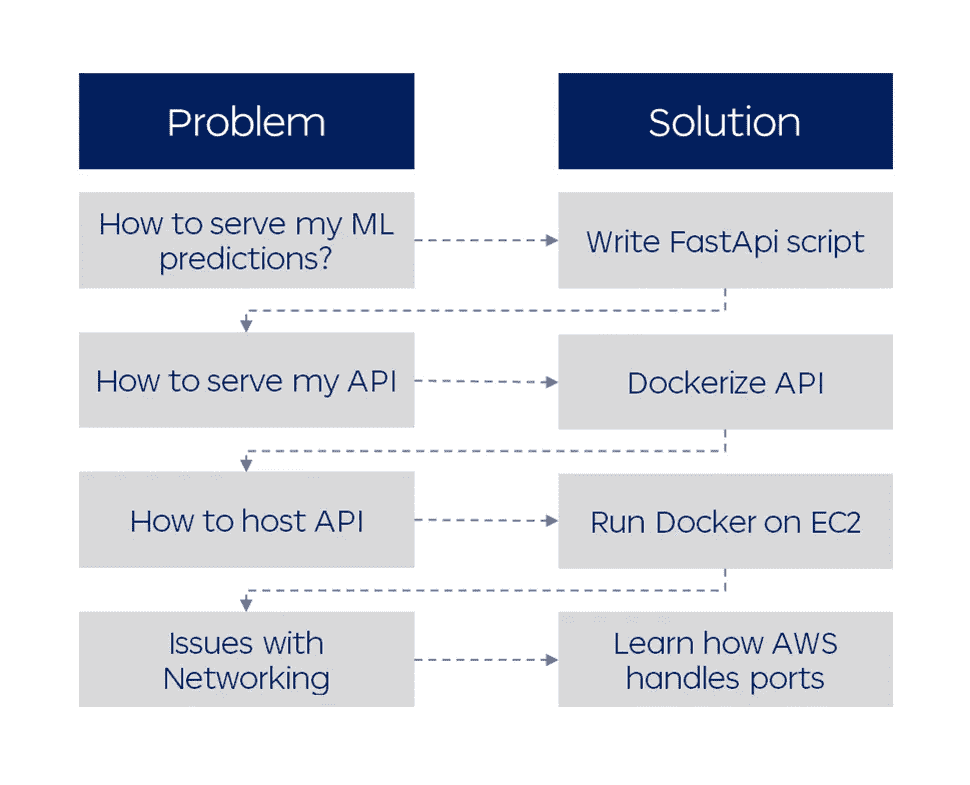 Problem
Solution
How to serve my ML
predictions?
Write FastApi script
How to serve my API
Dockerize API
How to host API
Run Docker on EC2
Issues with
Networking
Learn how AWS
handles ports